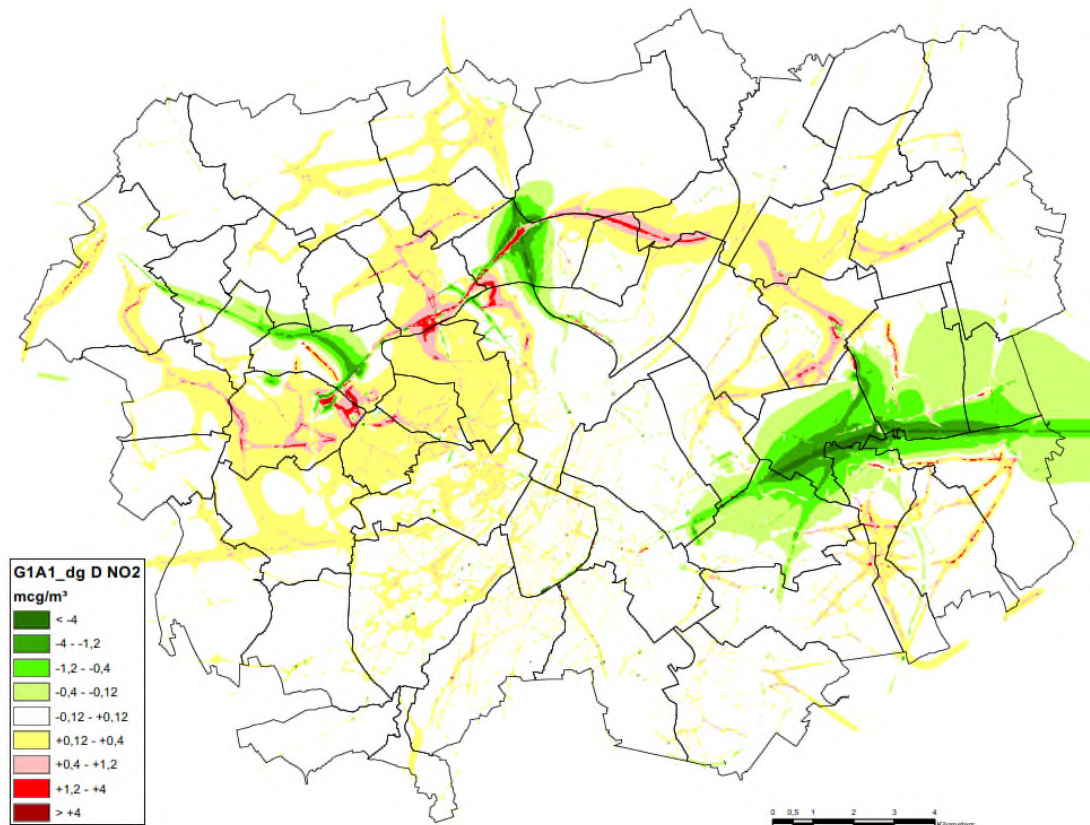 G1A1_dg D NO2
mcg/m³
< -4
-4 - -1,2
-1,2 - -0,4
-0,4 - -0,12
-0,12 - +0,12
+0,12 - +0,4
+0,4 - +1,2
+1,2 - +4
> +4
0 0,5 1 2 3 4
Kilometer